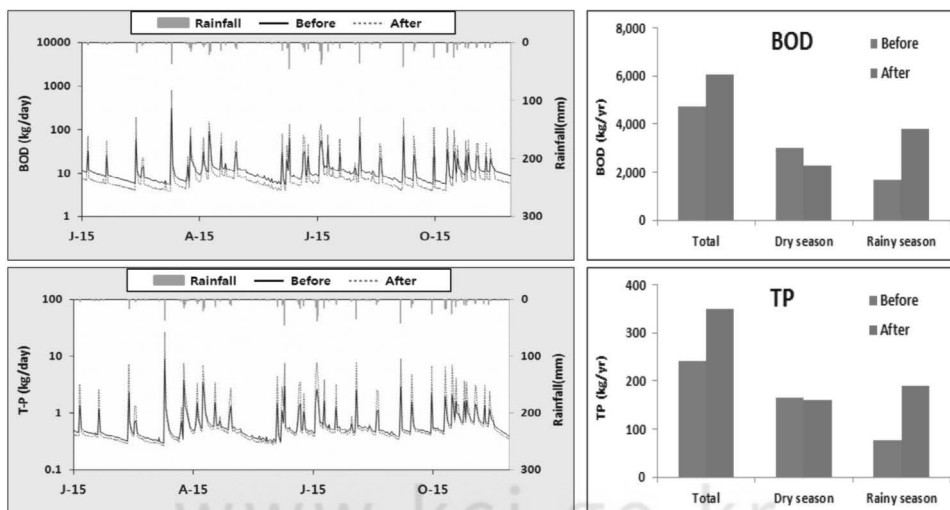 Rainfall Before After
10000
1000
100
10
1
BOD (kg/day)
0
100
200
300
Rainfall(mm)
J-15 A-15 J-15 O-15
BOD
Before
After
8,000
6,000
4,000
2,000
0
BOD (kg/yr)
Total Dry season Rainy season
Rainfall Before After
100
10
1
0.1
T-P (kg/day)
0
100
200
300
Rainfall(mm)
J-15 A-15 J-15 O-15
TP
Before
After
400
300
200
100
0
TP (kg/yr)
Total Dry season Rainy season